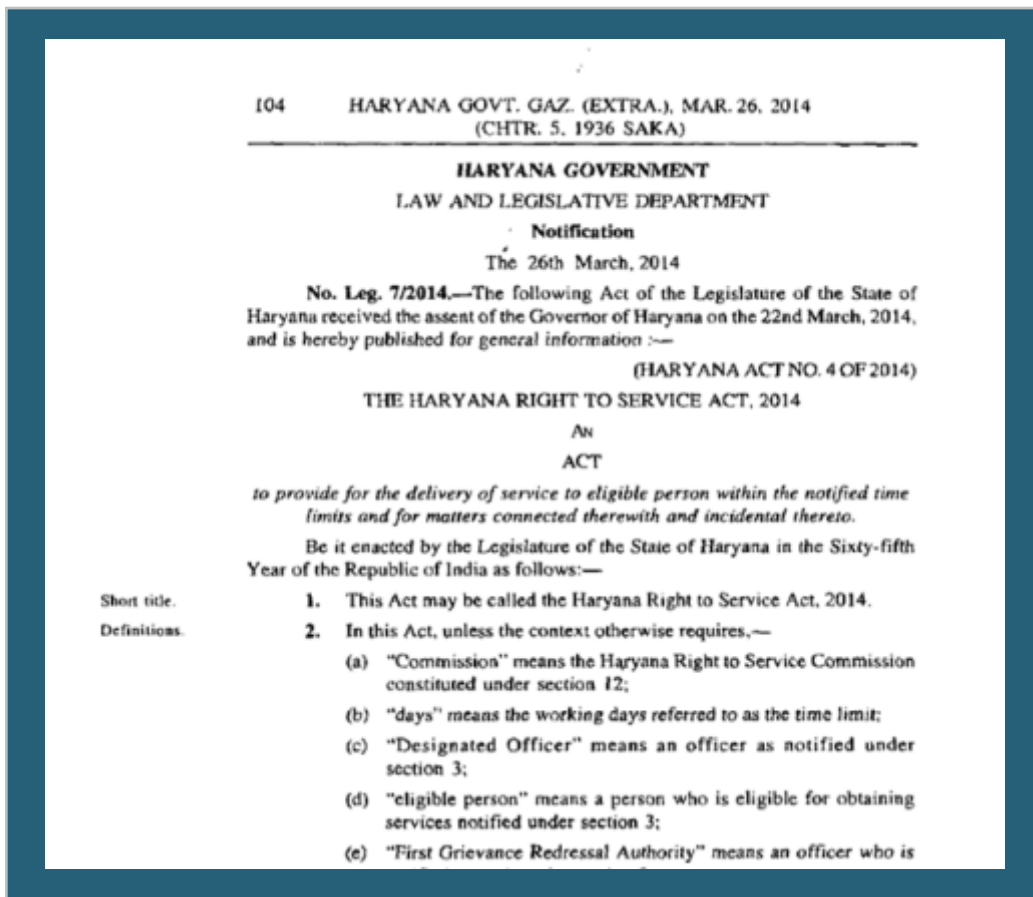 104 HARYANA GOVT. GAZ. (EXTRA.), MAR. 26, 2014
(CHTR. 5, 1936 SAKA)
HARYANA GOVERNMENT
LAW AND LEGISLATIVE DEPARTMENT
Notification
The 26th March, 2014
No. Leg. 7/2014.—The following Act of the Legislature of the State of
Haryana received the assent of the Governor of Haryana on the 22nd March, 2014,
and is hereby published for general information :—
(HARYANA ACT NO. 4 OF 2014)
THE HARYANA RIGHT TO SERVICE ACT, 2014
AN
ACT
to provide for the delivery of service to eligible person within the notified time
limits and for matters connected therewith and incidental thereto.
Be it enacted by the Legislature of the State of Haryana in the Sixty-fifth
Year of the Republic of India as follows:—
Short title. 1. This Act may be called the Haryana Right to Service Act, 2014.
Definitions. 2. In this Act, unless the context otherwise requires,—
(a) "Commission" means the Haryana Right to Service Commission
constituted under section 12;
(b) "days" means the working days referred to as the time limit;
(c) "Designated Officer" means an officer as notified under
section 3;
(d) "eligible person" means a person who is eligible for obtaining
services notified under section 3;
(e) "First Grievance Redressal Authority" means an officer who is